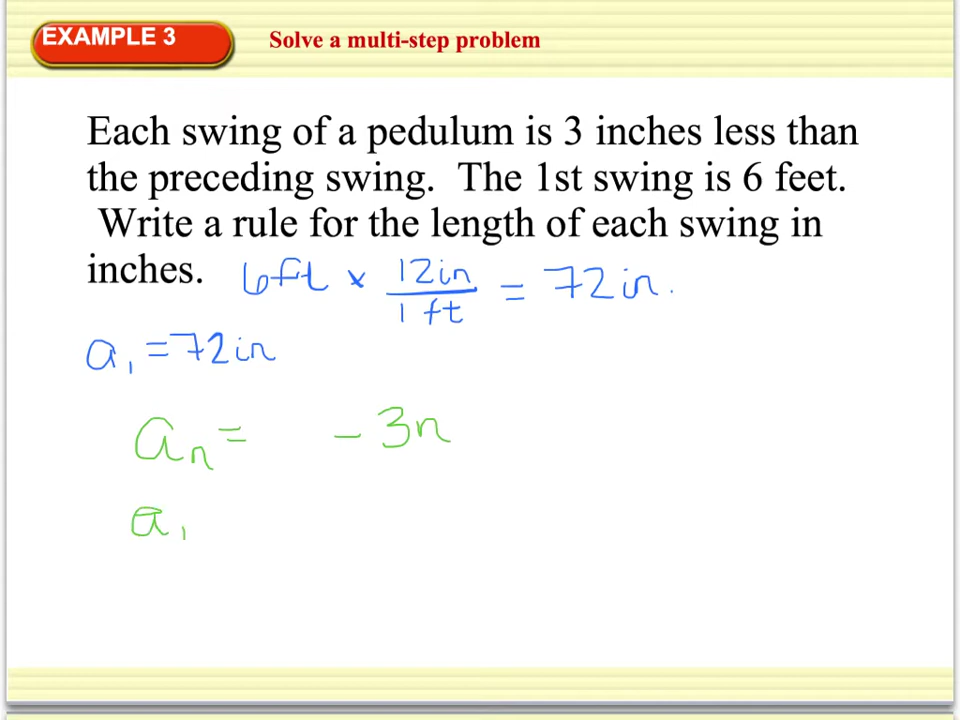 EXAMPLE 3
Solve a multi-step problem
Each swing of a pedulum is 3 inches less than
the preceding swing. The 1st swing is 6 feet.
Write a rule for the length of each swing in
inches.
6ft × 12in / 1 ft = 72in.
a₁ = 72in
aₙ = - 3n
a₁